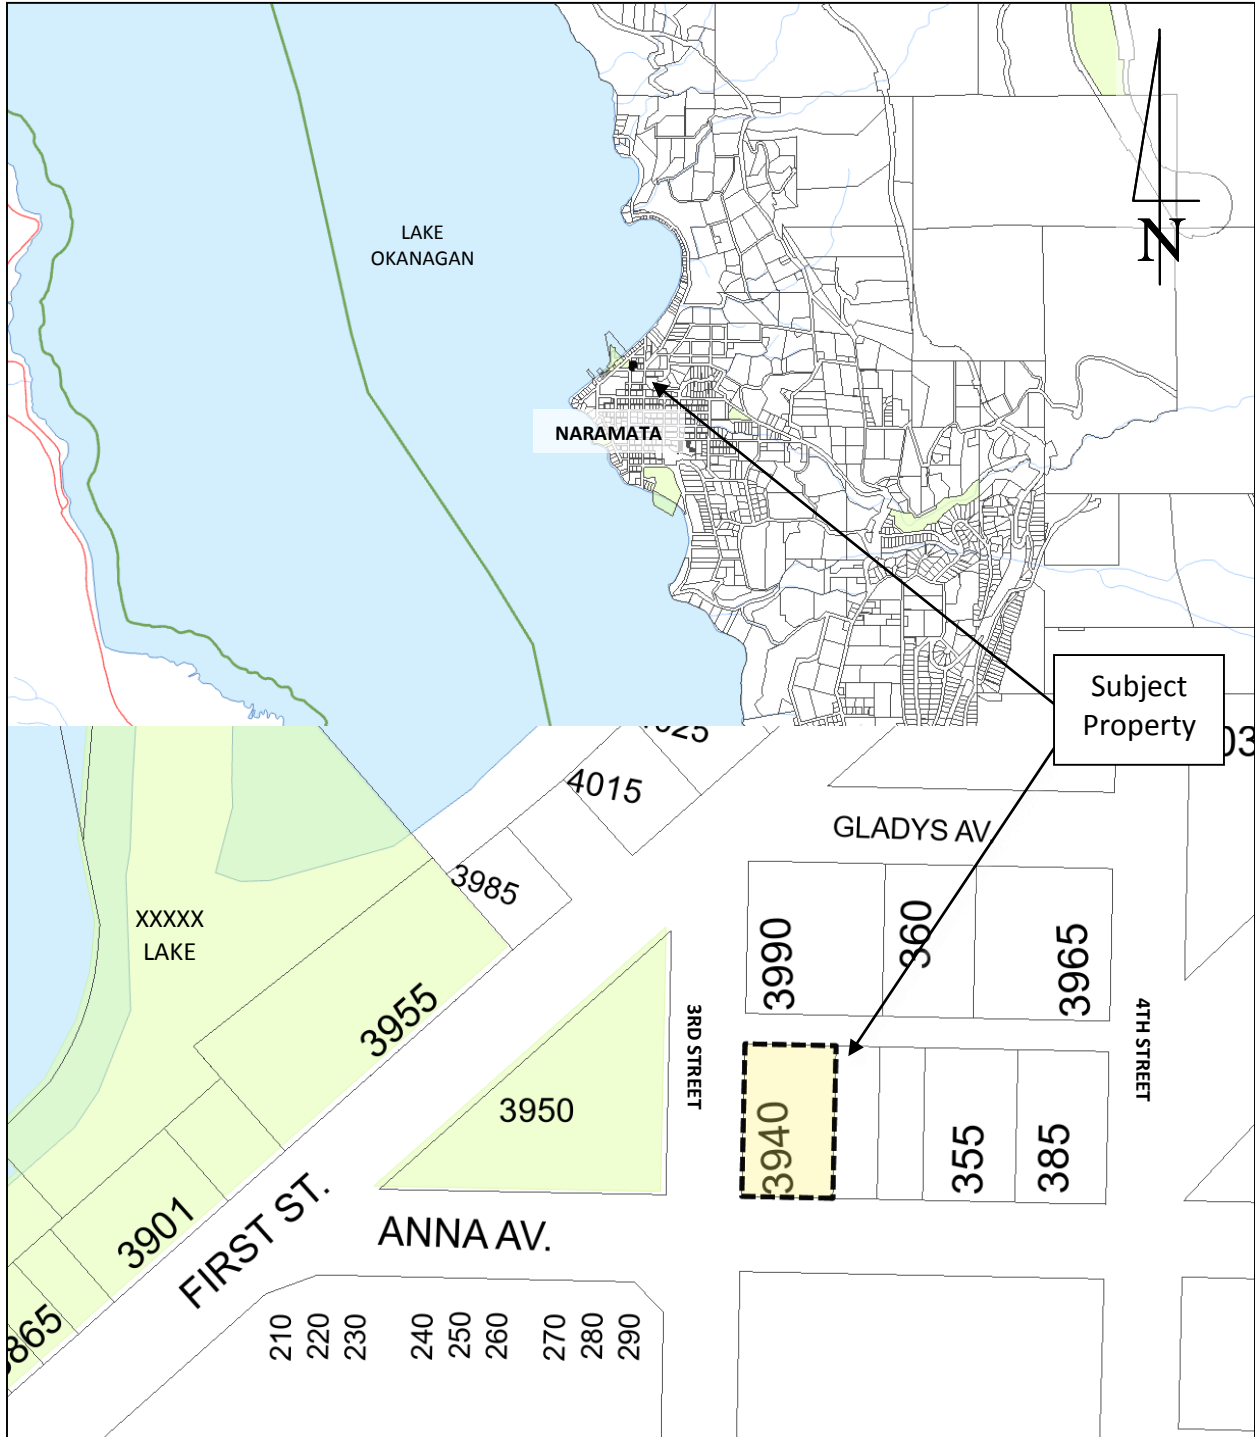 LAKE
OKANAGAN
N
NARAMATA
Subject
Property
4015
GLADYS AV.
3985
XXXXX
LAKE
3990
360
3965
3955
3RD STREET
4TH STREET
3950
3940
355
385
3901
FIRST ST.
ANNA AV.
210
220
230
240
250
260
270
280
290